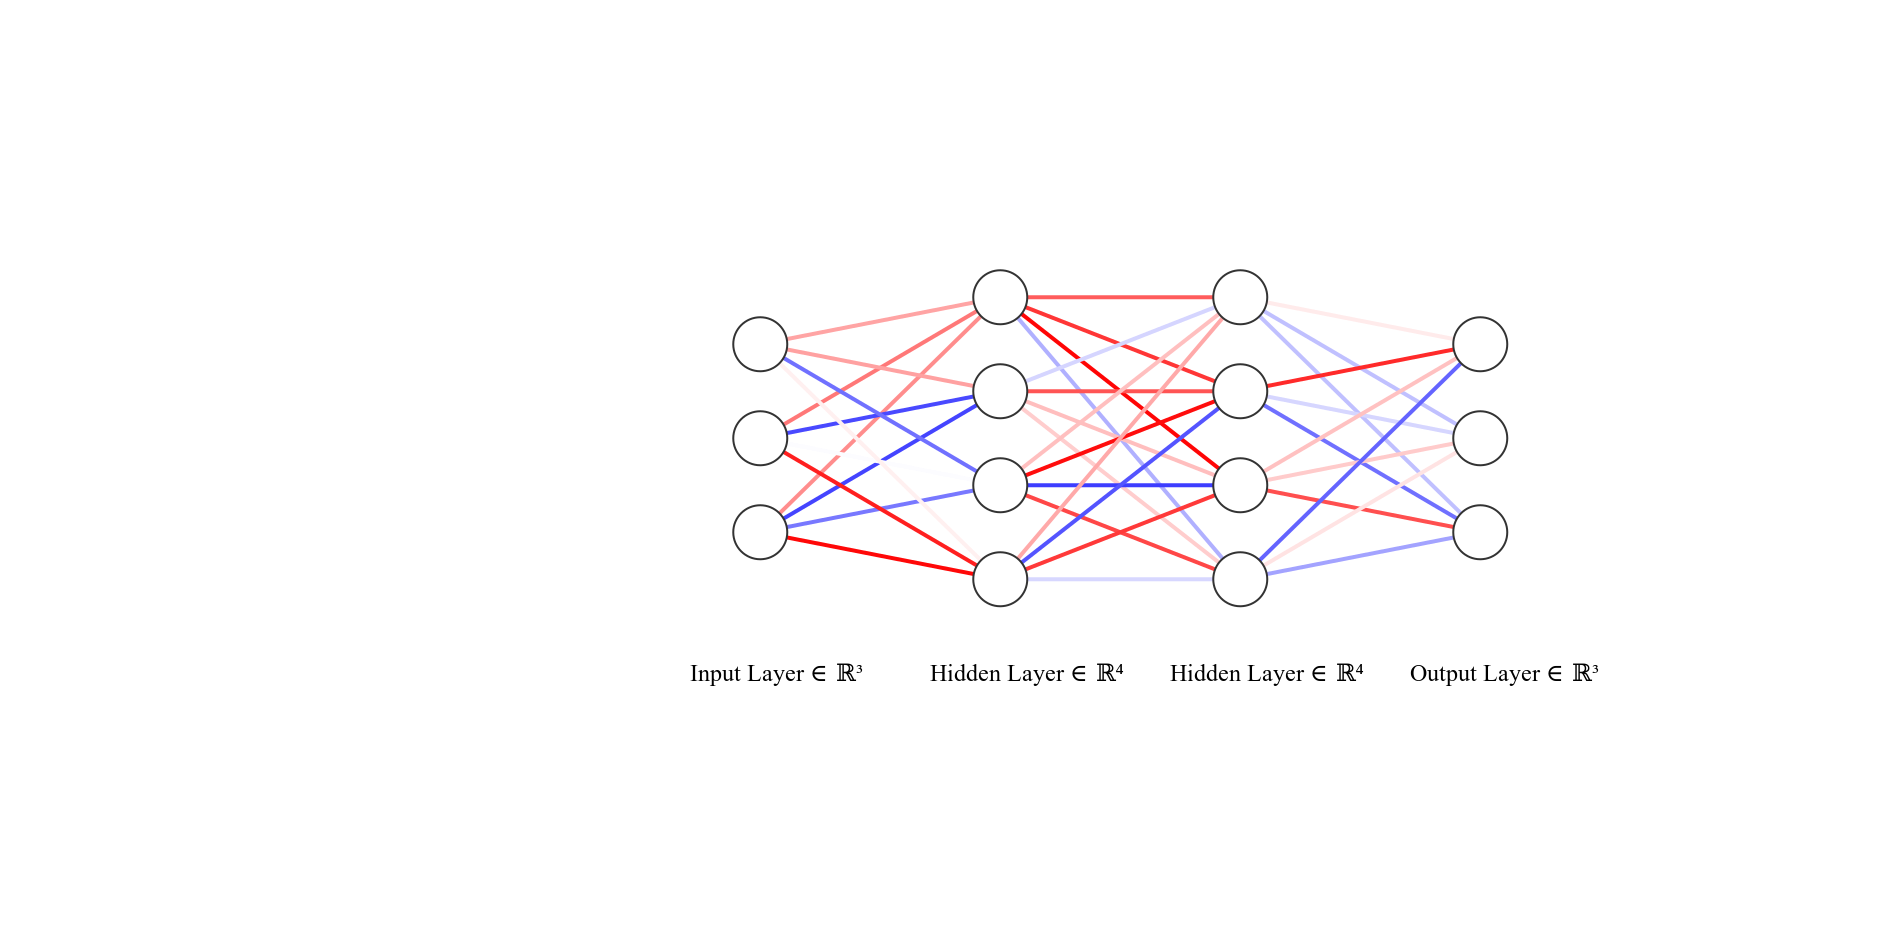 Input Layer ∈ ℝ³ Hidden Layer ∈ ℝ⁴ Hidden Layer ∈ ℝ⁴ Output Layer ∈ ℝ³